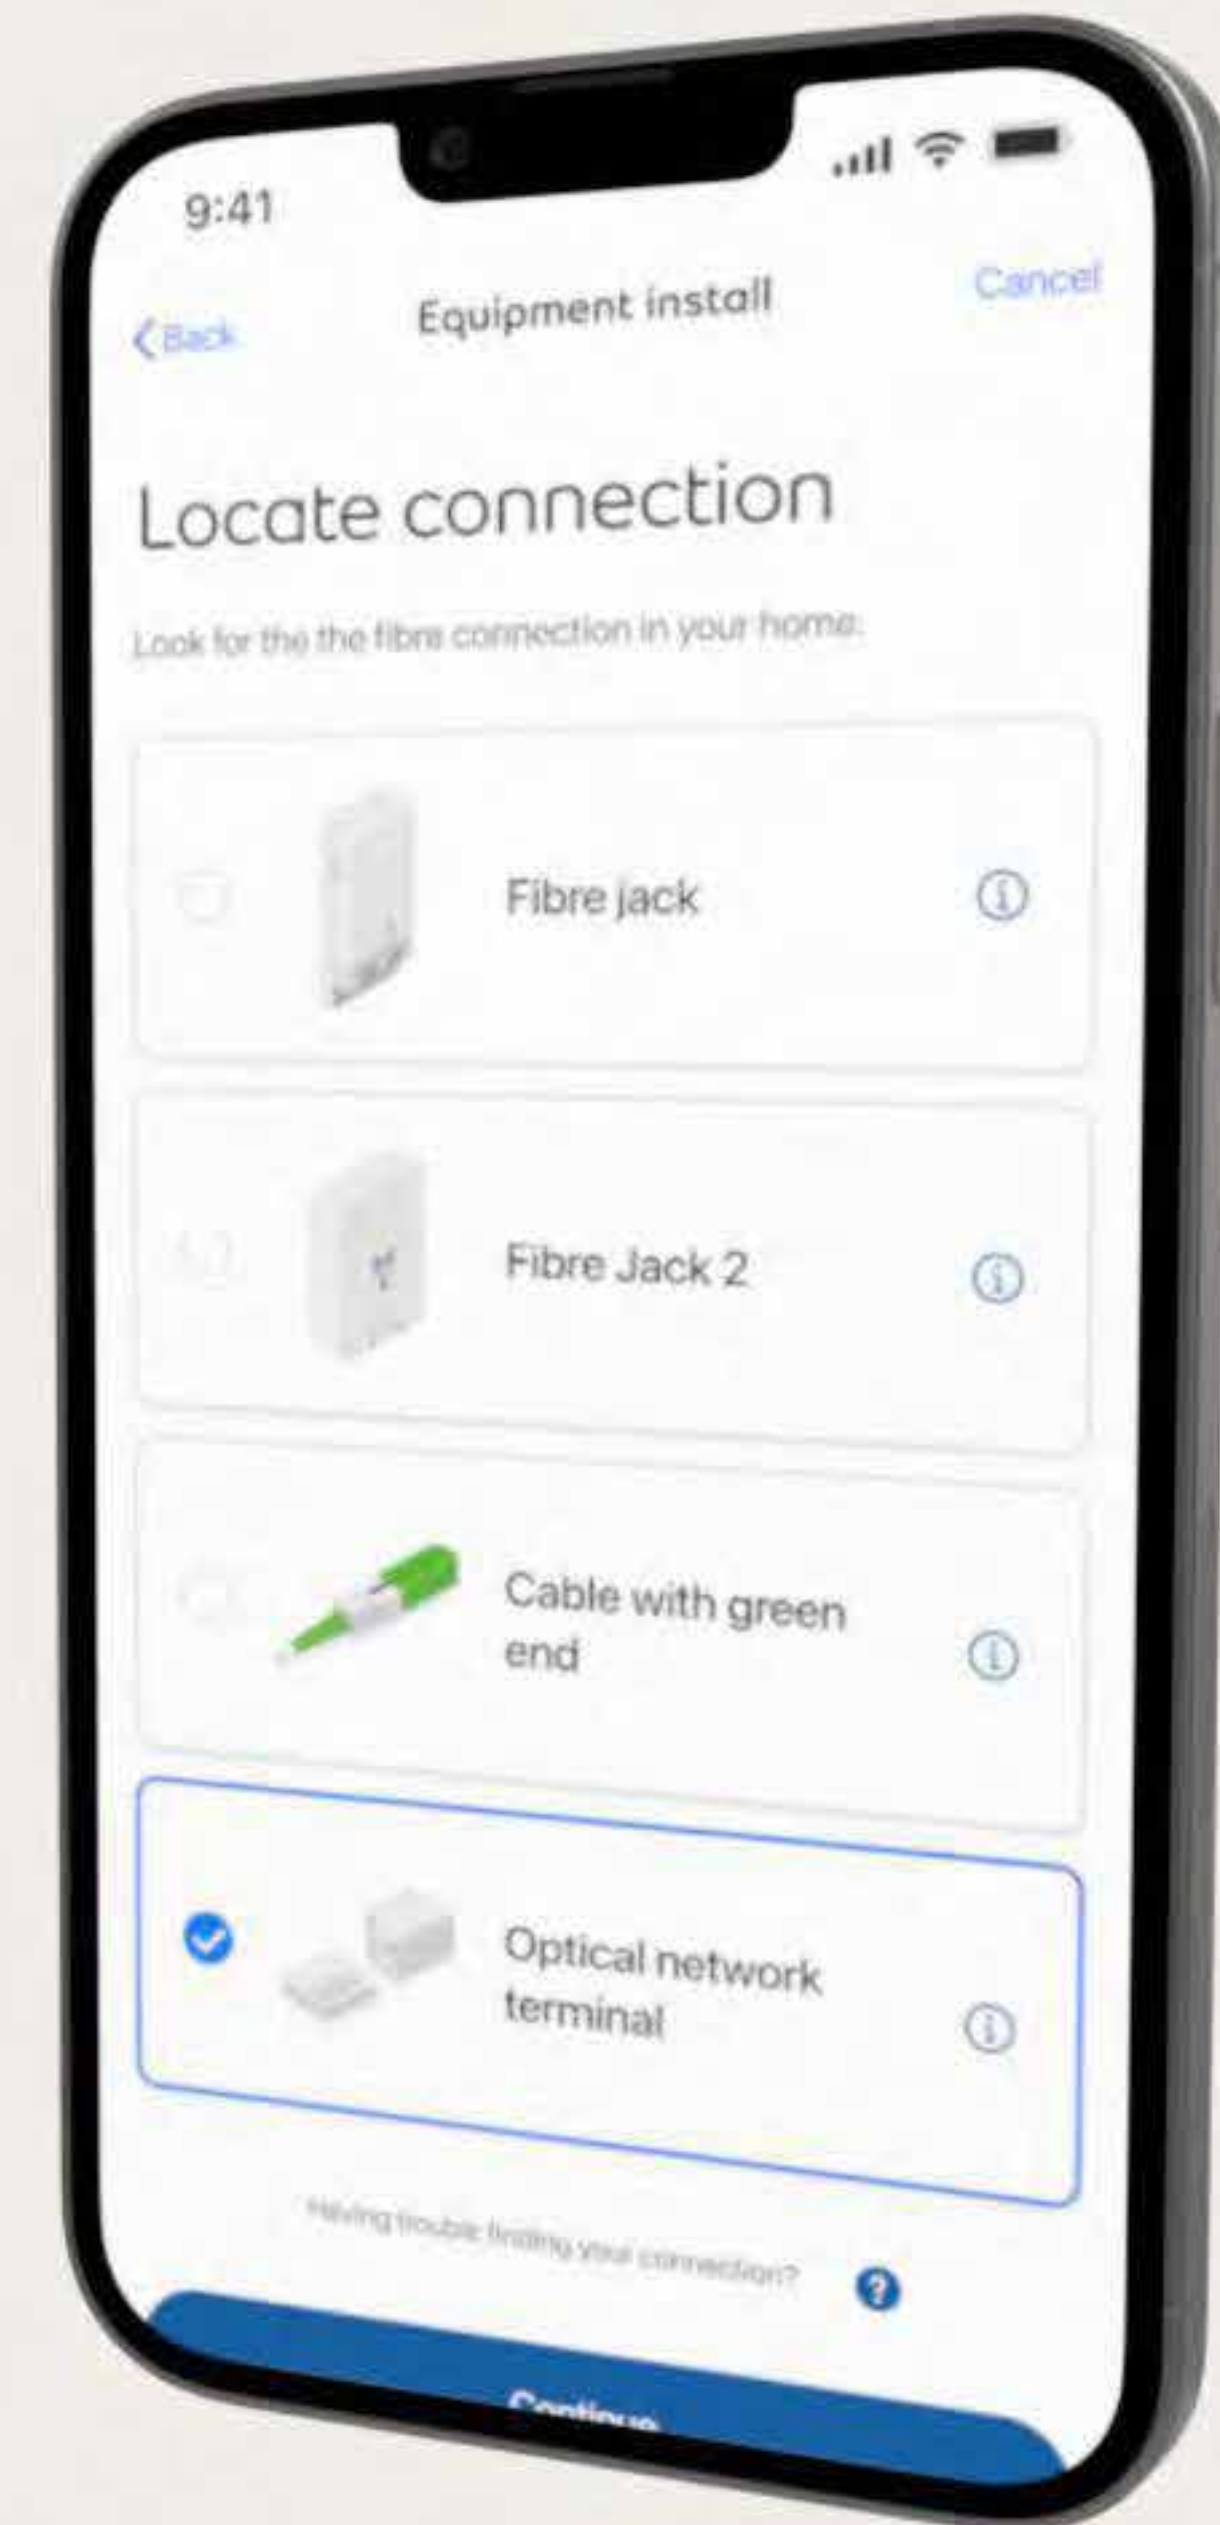 9:41
Back
Equipment install
Cancel
Locate connection
Look for the the fibre connection in your home.
Fibre jack
Fibre Jack 2
Cable with green
end
Optical network
terminal
Having trouble finding your connection?
?
Continue